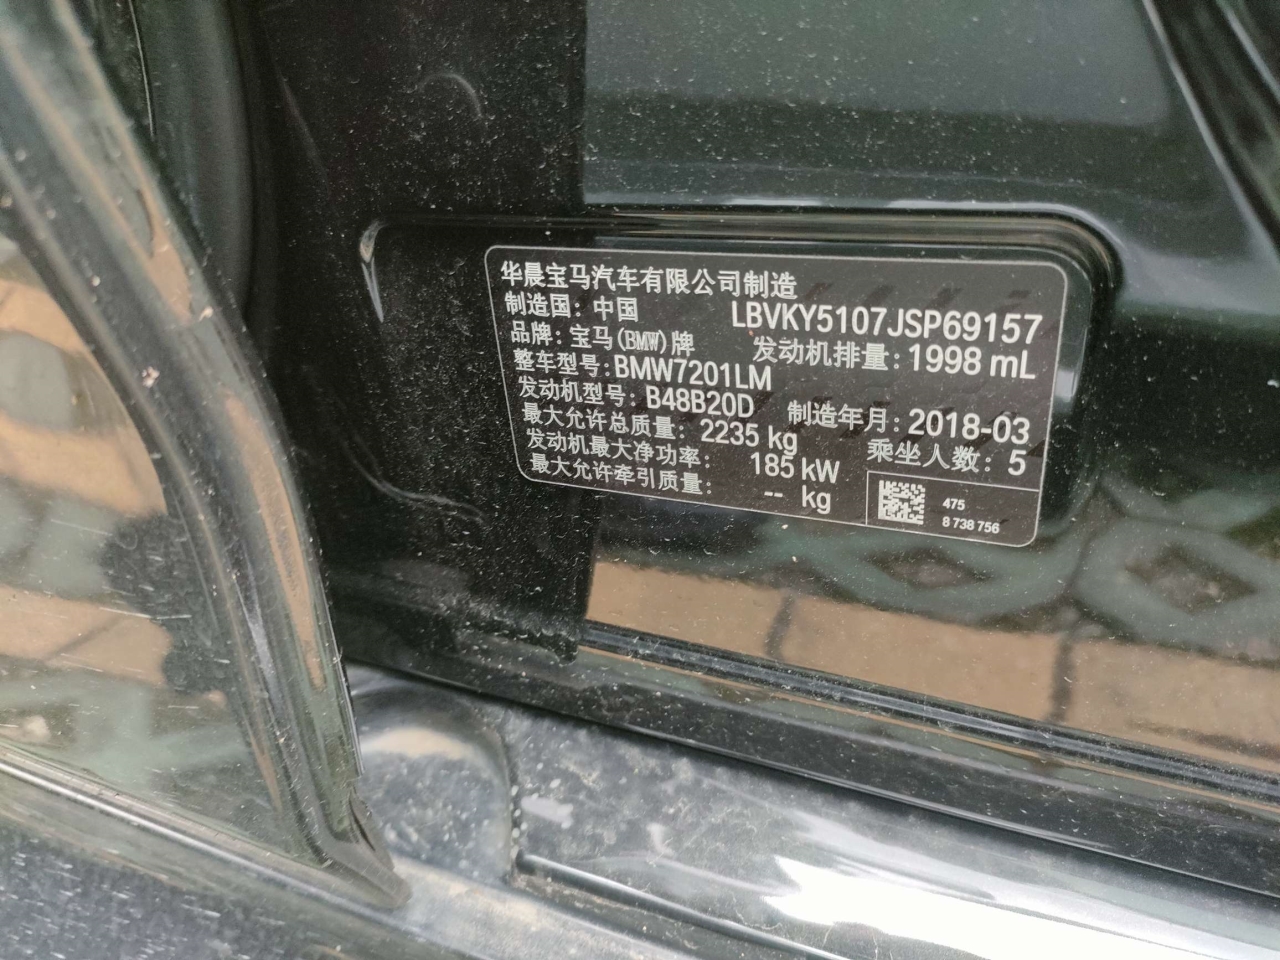 华晨宝马汽车有限公司制造
制造国: 中国 LBVKY5107JSP69157
品牌: 宝马(BMW)牌 发动机排量: 1998 mL
整车型号: BMW7201LM
发动机型号: B48B20D 制造年月: 2018-03
最大允许总质量: 2235 kg 乘坐人数: 5
发动机最大净功率: 185 kW
最大允许牵引质量: -- kg
475
8 738 756